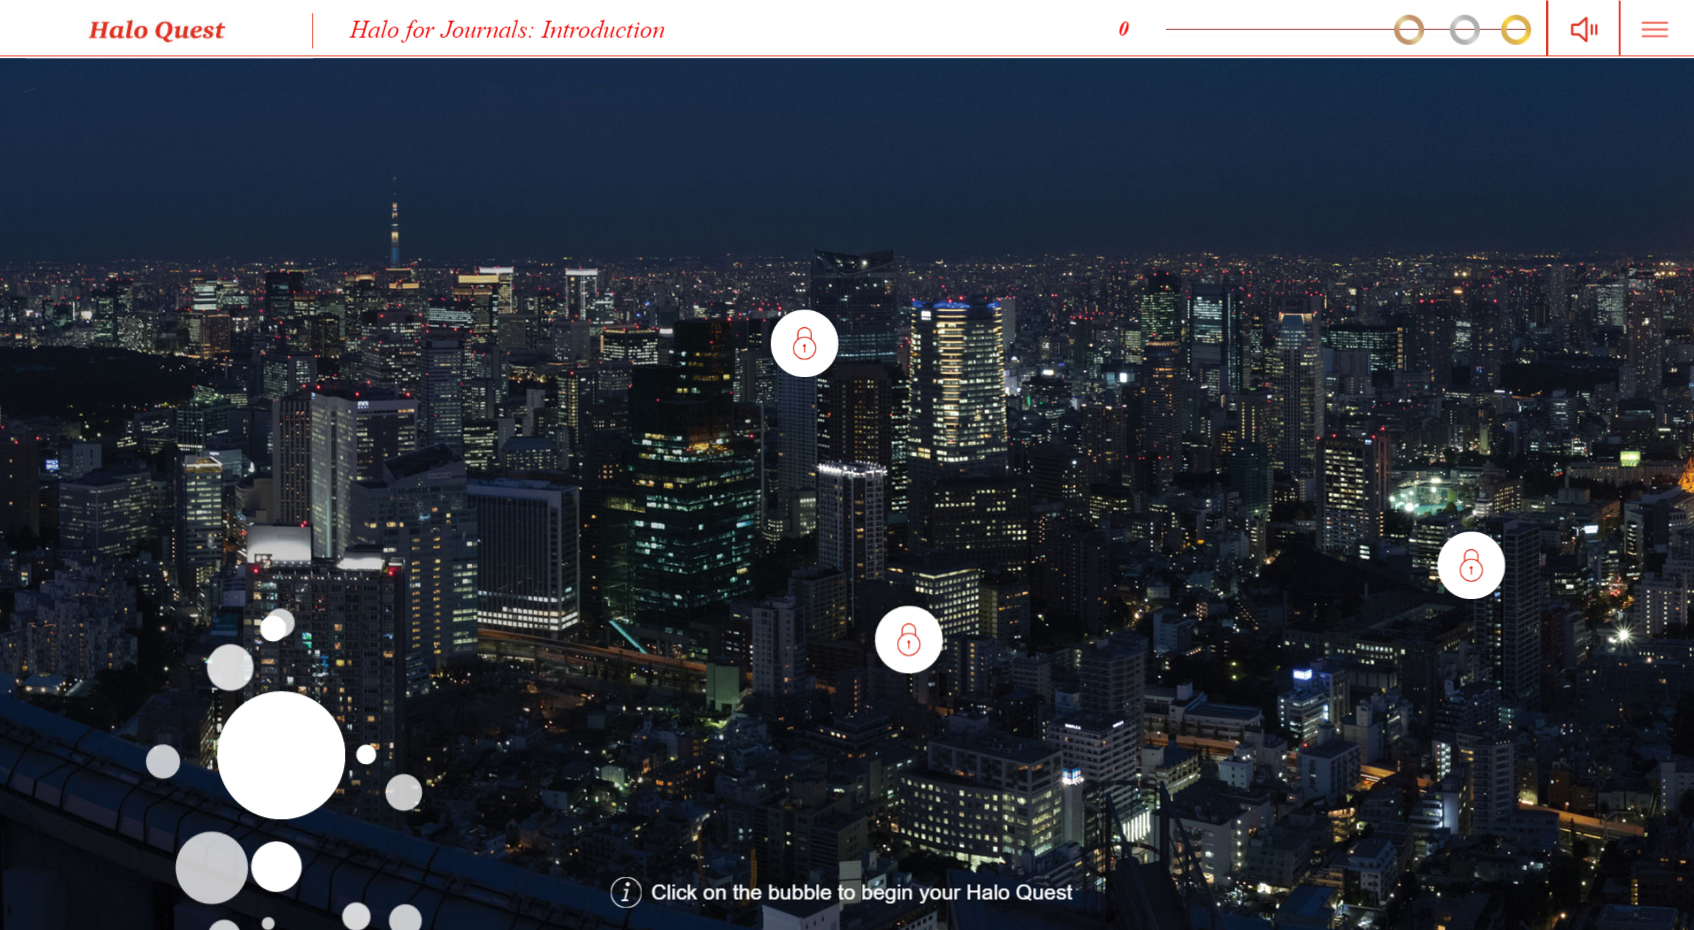 Halo Quest
Halo for Journals: Introduction
0
Click on the bubble to begin your Halo Quest